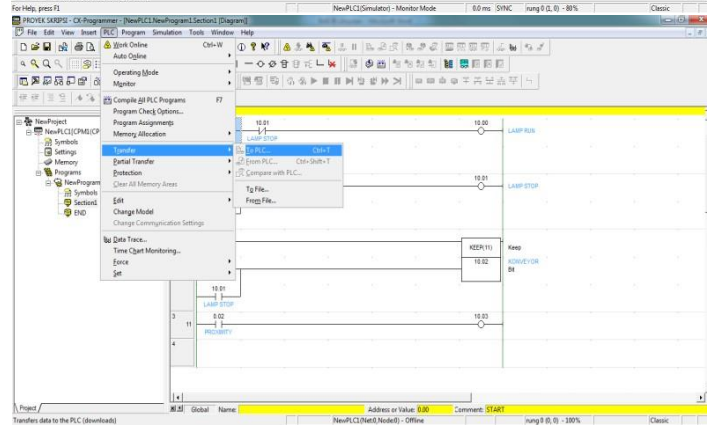 For Help, press F1
NewPLC1(Simulator) - Monitor Mode
0.0 ms
SYNC
rung 0 (1, 0) - 80%
Classic
PROYEK SKRIPSI - CX-Programmer - [NewPLC1.NewProgram1.Section1 [Diagram]]
File Edit View Insert PLC Program Simulation Tools Window Help
Work Online Ctrl+W
Auto Online
Operating Mode
Monitor
Compile All PLC Programs F7
Program Check Options...
Program Assignments
Memory Allocation
Transfer
Partial Transfer
Protection
Clear All Memory Areas
Edit
Change Model
Change Communication Settings
Data Trace...
Time Chart Monitoring...
Force
Set
To PLC... Ctrl+T
From PLC... Ctrl+Shift+T
Compare with PLC...
To File...
From File...
NewProject
NewPLC1[CPM1(CP
Symbols
Settings
Memory
Programs
NewProgram
Symbols
Section1
END
10.01
LAMP STOP
10.00
LAMP RUN
10.01
LAMP STOP
KEEP(11)
Keep
10.02
KONVEYOR
Bit
10.01
LAMP STOP
3
11
0.02
PROXIMITY
10.03
4
Project
Global Name: Address or Value: 0.00 Comment: START
Transfers data to the PLC (downloads)
NewPLC1(Net:0,Node:0) - Offline
rung 0 (0, 0) - 100%
Classic